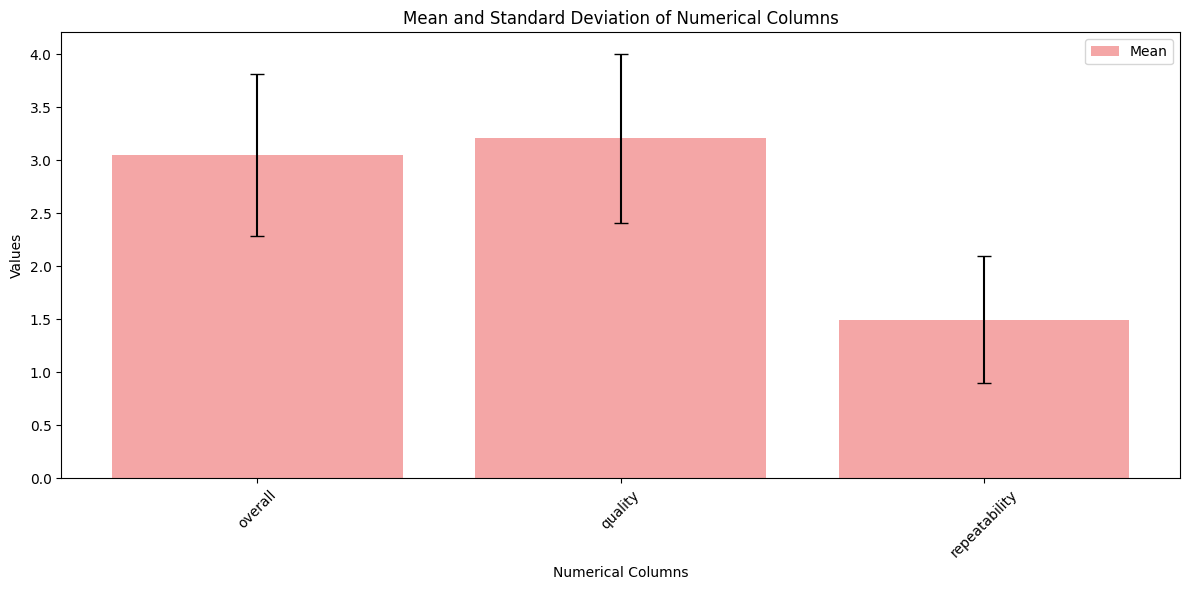 Mean and Standard Deviation of Numerical Columns
Mean
4.0
3.5
3.0
2.5
2.0
1.5
1.0
0.5
0.0
Values
overall
quality
repeatability
Numerical Columns